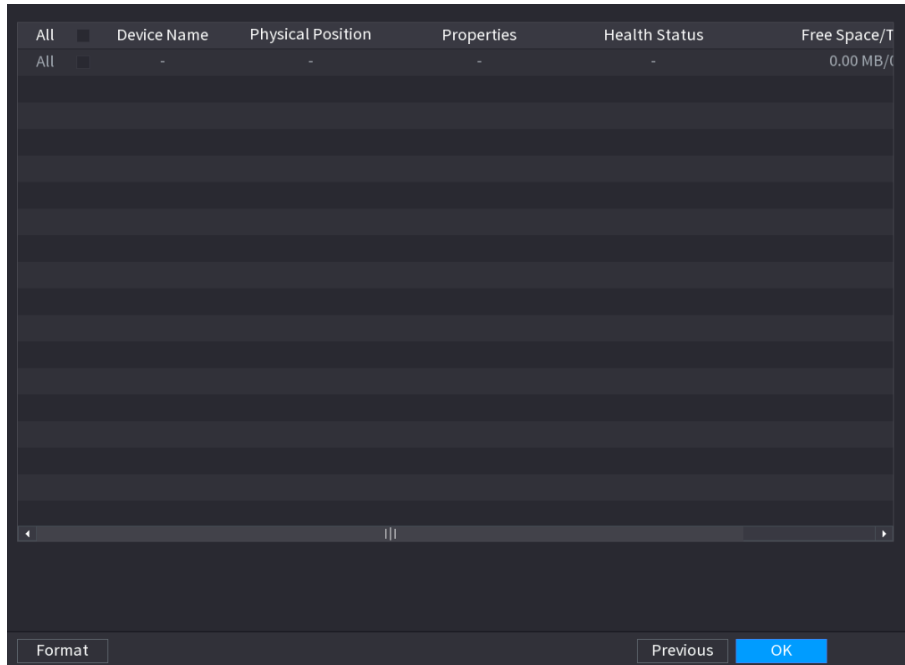 All Device Name Physical Position Properties Health Status Free Space/T
All - - - - 0.00 MB/
Format Previous OK